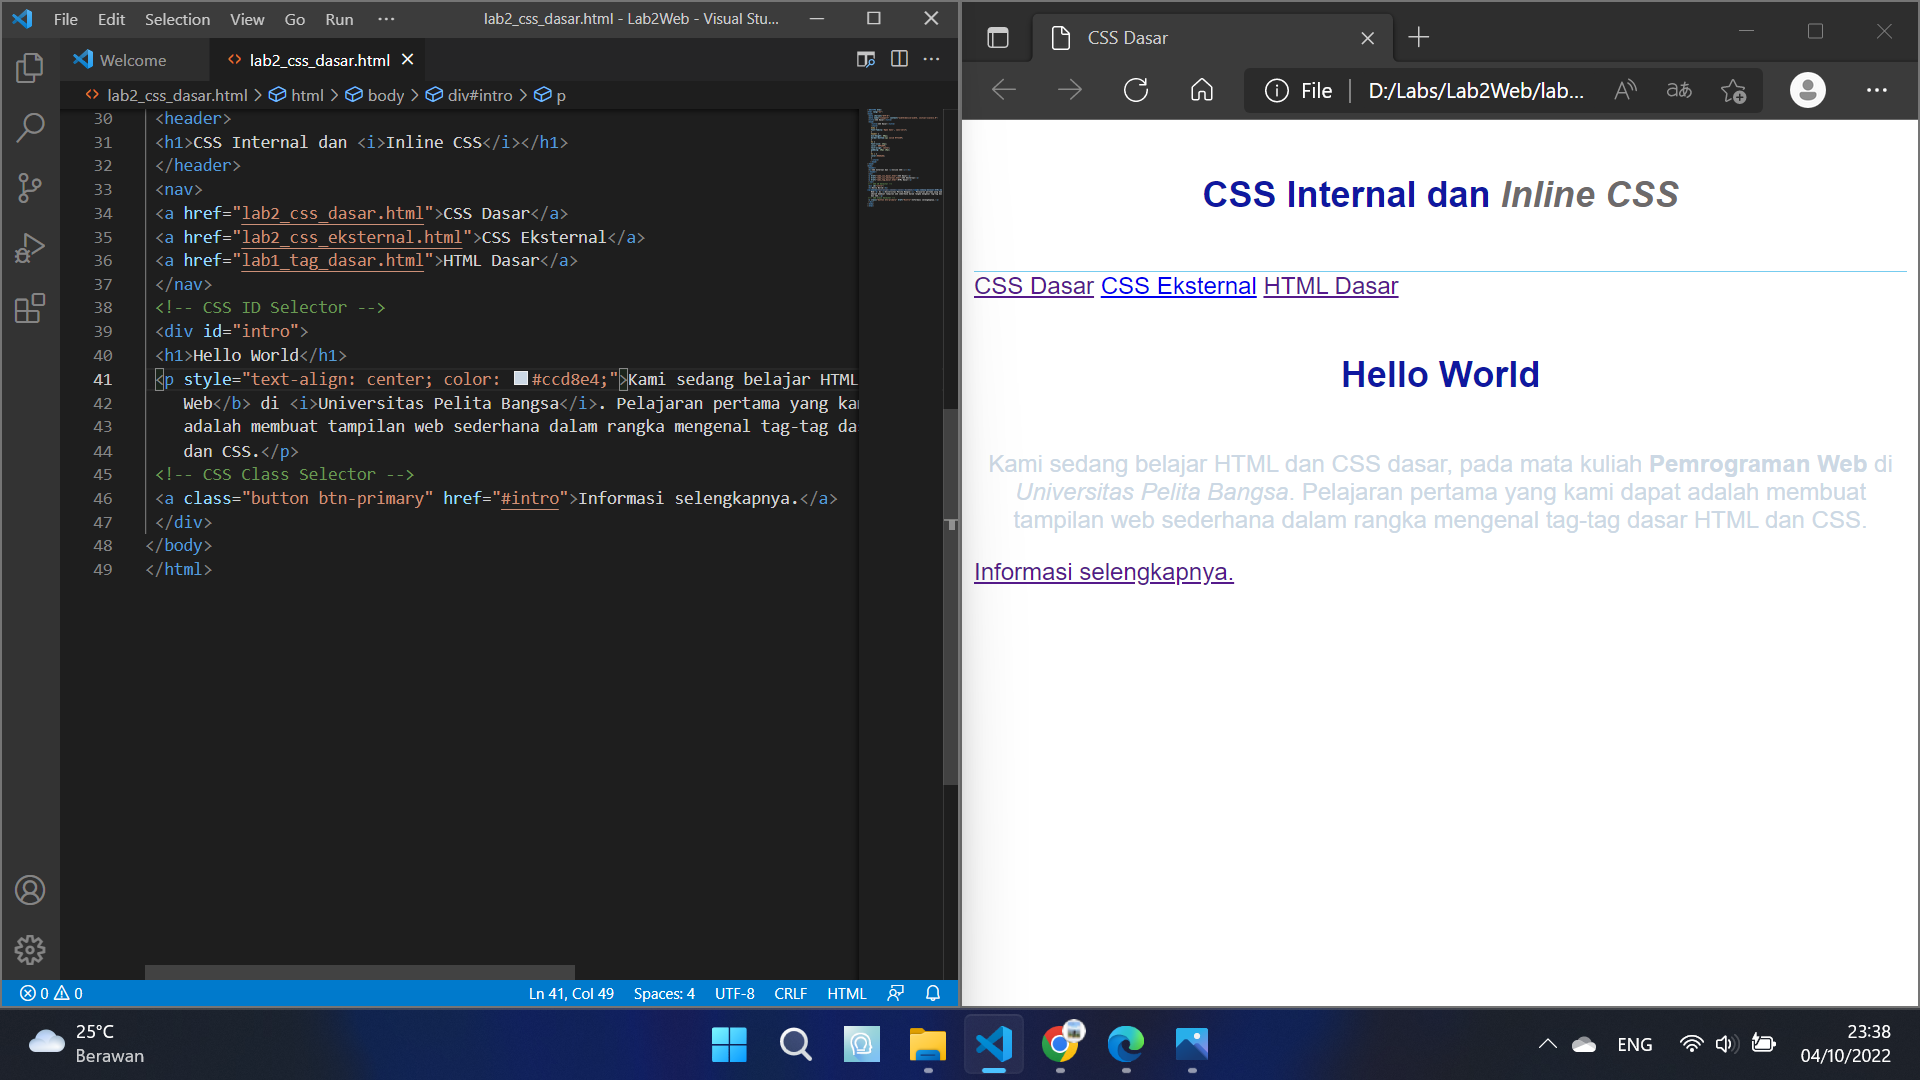 File Edit Selection View Go Run ··· lab2_css_dasar.html - Lab2Web - Visual Stu...
Welcome lab2_css_dasar.html
lab2_css_dasar.html > html > body > div#intro > p
30 <header>
31 <h1>CSS Internal dan <i>Inline CSS</i></h1>
32 </header>
33 <nav>
34 <a href="lab2_css_dasar.html">CSS Dasar</a>
35 <a href="lab2_css_eksternal.html">CSS Eksternal</a>
36 <a href="lab1_tag_dasar.html">HTML Dasar</a>
37 </nav>
38 <!-- CSS ID Selector -->
39 <div id="intro">
40 <h1>Hello World</h1>
41 <p style="text-align: center; color: #ccd8e4;">Kami sedang belajar HTML
42 Web</b> di <i>Universitas Pelita Bangsa</i>. Pelajaran pertama yang kam
43 adalah membuat tampilan web sederhana dalam rangka mengenal tag-tag da
44 dan CSS.</p>
45 <!-- CSS Class Selector -->
46 <a class="button btn-primary" href="#intro">Informasi selengkapnya.</a>
47 </div>
48 </body>
49 </html>
0 0 Ln 41, Col 49 Spaces: 4 UTF-8 CRLF HTML
CSS Dasar
File D:/Labs/Lab2Web/lab...
CSS Internal dan Inline CSS
CSS Dasar CSS Eksternal HTML Dasar
Hello World
Kami sedang belajar HTML dan CSS dasar, pada mata kuliah Pemrograman Web di
Universitas Pelita Bangsa. Pelajaran pertama yang kami dapat adalah membuat
tampilan web sederhana dalam rangka mengenal tag-tag dasar HTML dan CSS.
Informasi selengkapnya.
25°C
Berawan
ENG
23:38
04/10/2022